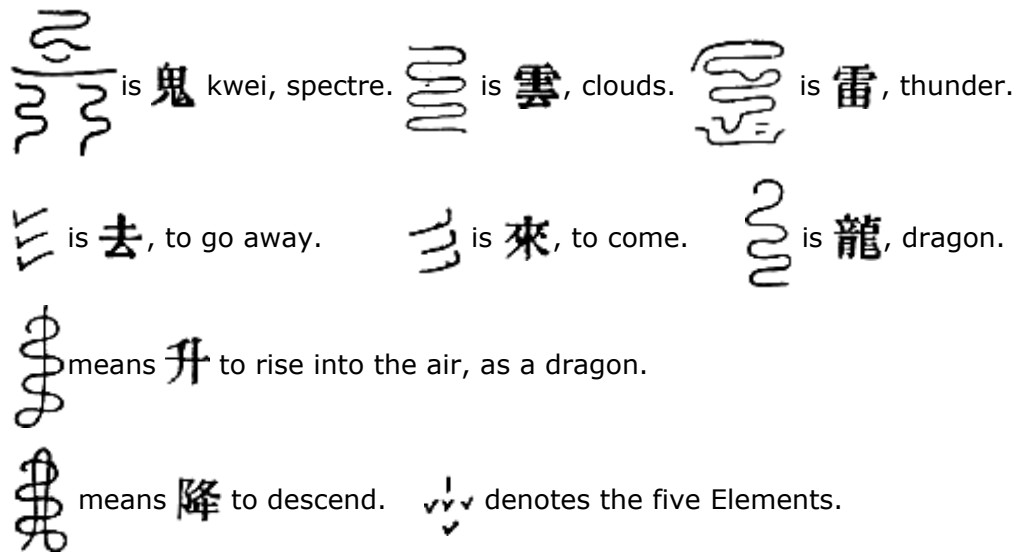 is 鬼 kwei, spectre. is 雲, clouds. is 雷, thunder.
is 去, to go away. is 來, to come. is 龍, dragon.
means 升 to rise into the air, as a dragon.
means 降 to descend. denotes the five Elements.